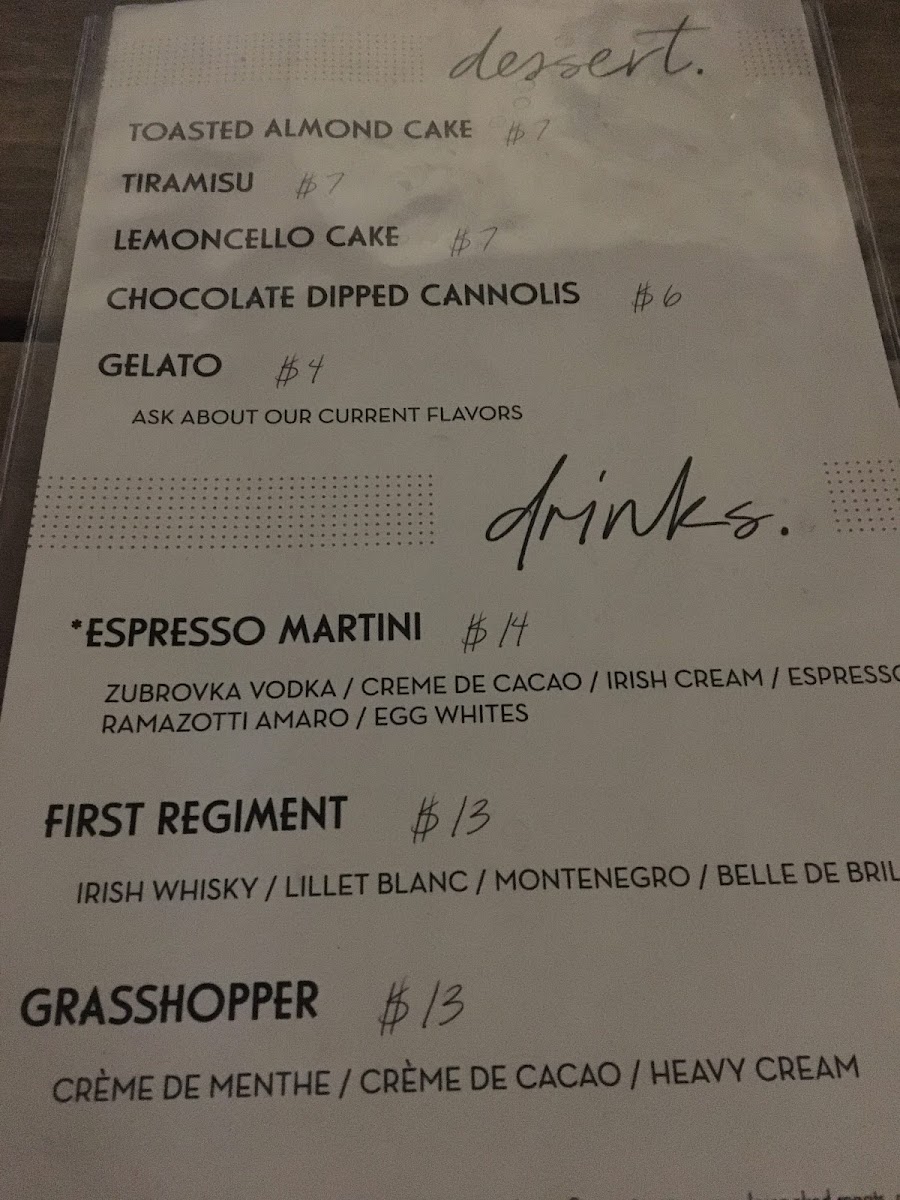 dessert.
TOASTED ALMOND CAKE $7
TIRAMISU $7
LEMONCELLO CAKE $7
CHOCOLATE DIPPED CANNOLIS $6
GELATO $4
ASK ABOUT OUR CURRENT FLAVORS
drinks.
*ESPRESSO MARTINI $14
ZUBROVKA VODKA / CREME DE CACAO / IRISH CREAM / ESPRESSO
RAMAZOTTI AMARO / EGG WHITES
FIRST REGIMENT $13
IRISH WHISKY / LILLET BLANC / MONTENEGRO / BELLE DE BRIL
GRASSHOPPER $13
CRÈME DE MENTHE / CRÈME DE CACAO / HEAVY CREAM